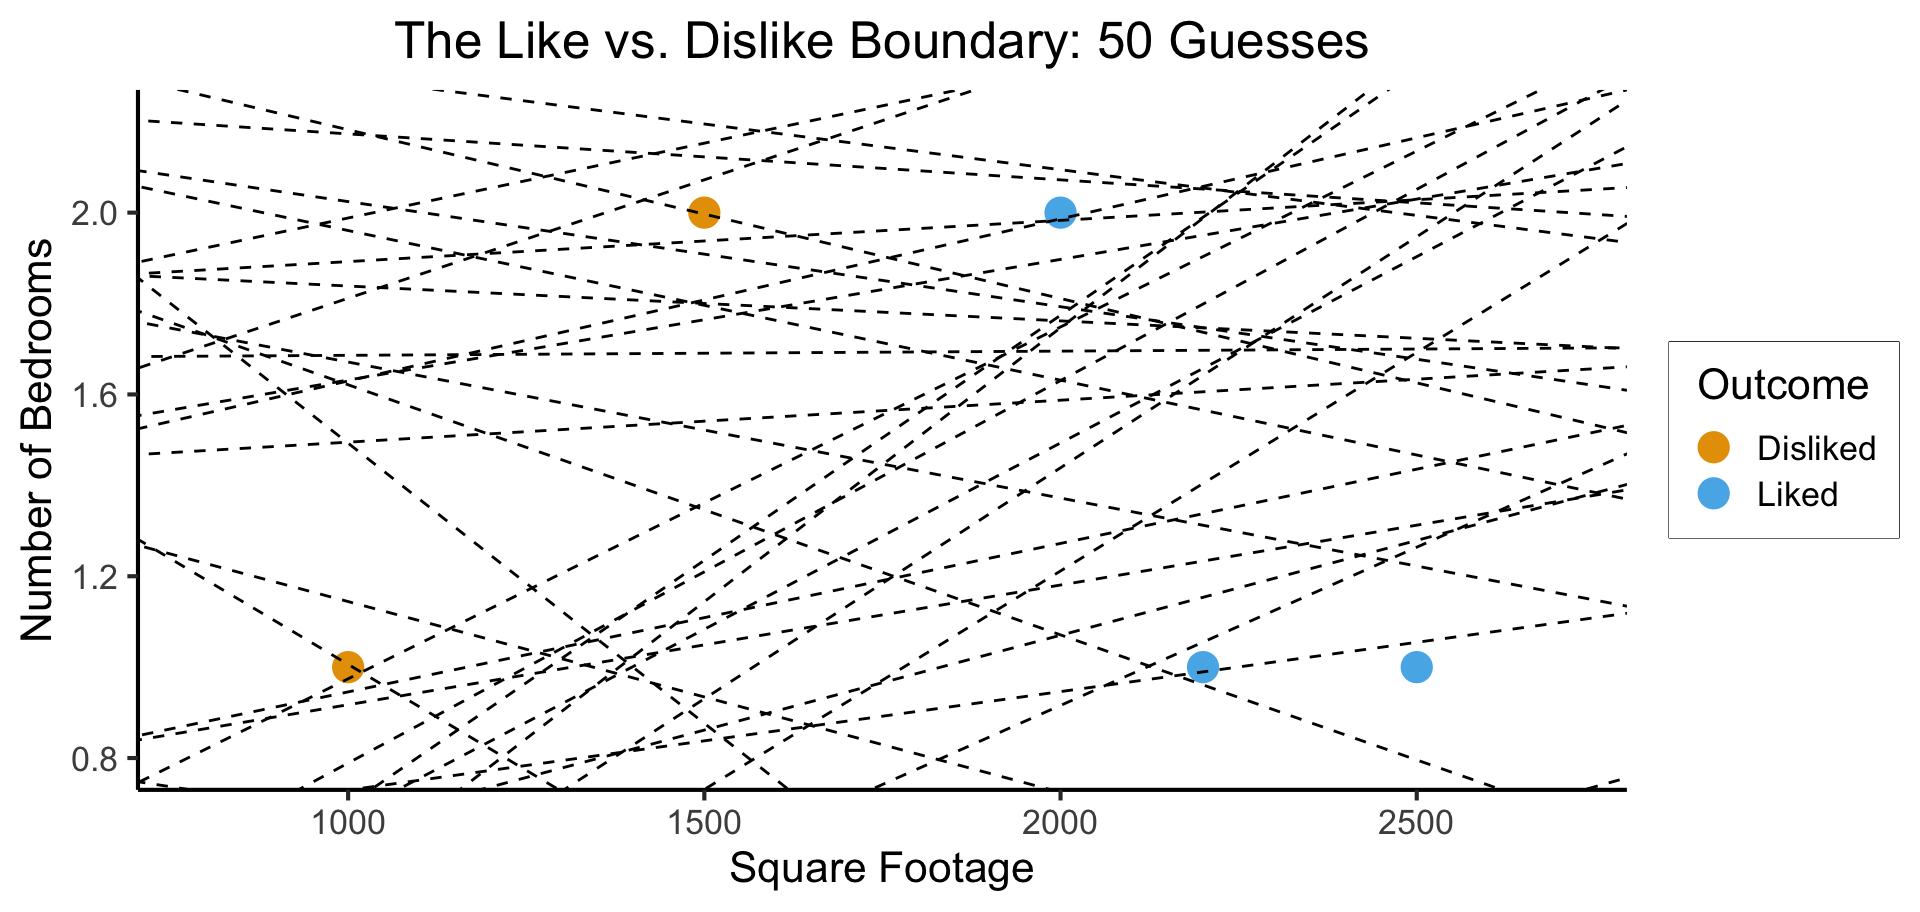 The Like vs. Dislike Boundary: 50 Guesses
Number of Bedrooms
2.0
1.6
1.2
0.8
1000 1500 2000 2500
Square Footage
Outcome
Disliked
Liked